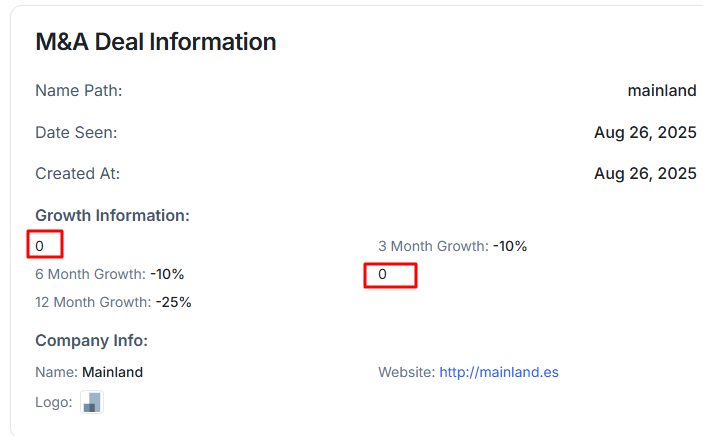 M&A Deal Information
Name Path: mainland
Date Seen: Aug 26, 2025
Created At: Aug 26, 2025
Growth Information:
0 3 Month Growth: -10%
6 Month Growth: -10% 0
12 Month Growth: -25%
Company Info:
Name: Mainland Website: http://mainland.es
Logo: